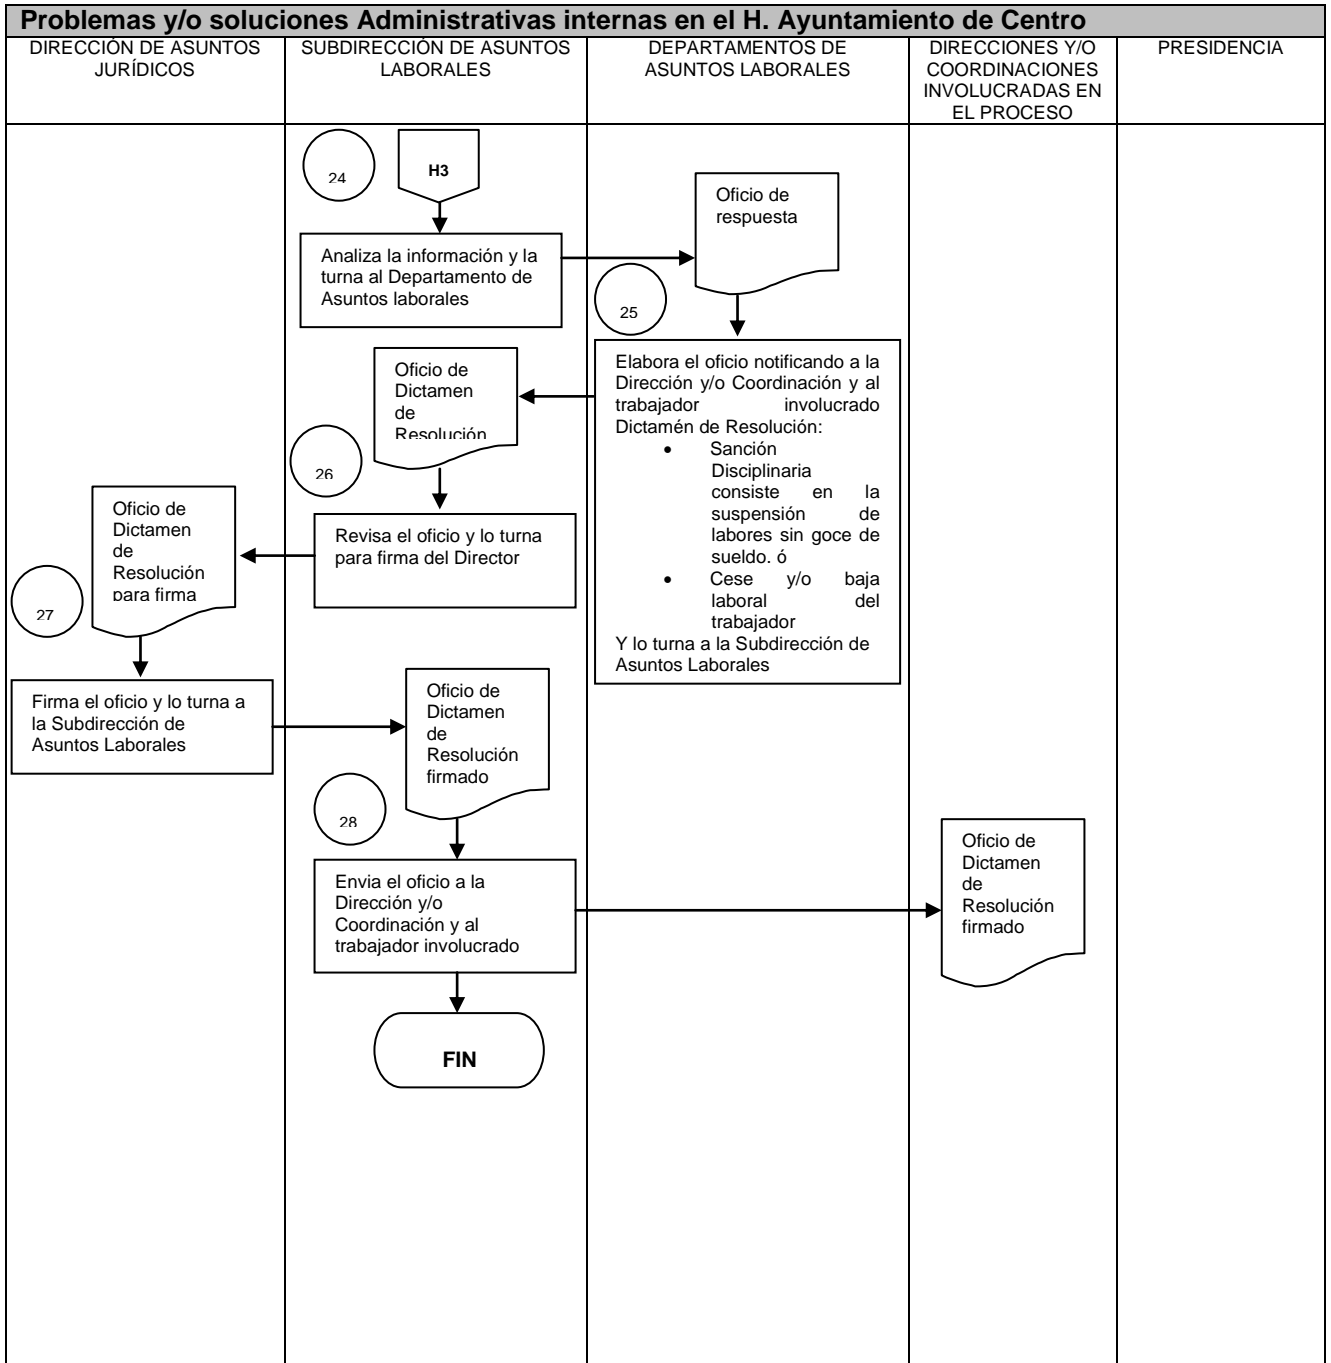 Problemas y/o soluciones Administrativas internas en el H. Ayuntamiento de Centro
DIRECCIÓN DE ASUNTOS
JURÍDICOS
SUBDIRECCIÓN DE ASUNTOS
LABORALES
DEPARTAMENTOS DE
ASUNTOS LABORALES
DIRECCIONES Y/O
COORDINACIONES
INVOLUCRADAS EN
EL PROCESO
PRESIDENCIA
24
H3
Analiza la información y la
turna al Departamento de
Asuntos laborales
Oficio de
respuesta
25
Elabora el oficio notificando a la
Dirección y/o Coordinación y al
trabajador involucrado
Dictamén de Resolución:
• Sanción
Disciplinaria
consiste en la
suspensión de
labores sin goce de
sueldo. ó
• Cese y/o baja
laboral del
trabajador
Y lo turna a la Subdirección de
Asuntos Laborales
Oficio de
Dictamen
de
Resolución
26
Revisa el oficio y lo turna
para firma del Director
Oficio de
Dictamen
de
Resolución
para firma
27
Firma el oficio y lo turna a
la Subdirección de
Asuntos Laborales
Oficio de
Dictamen
de
Resolución
firmado
28
Envia el oficio a la
Dirección y/o
Coordinación y al
trabajador involucrado
Oficio de
Dictamen
de
Resolución
firmado
FIN